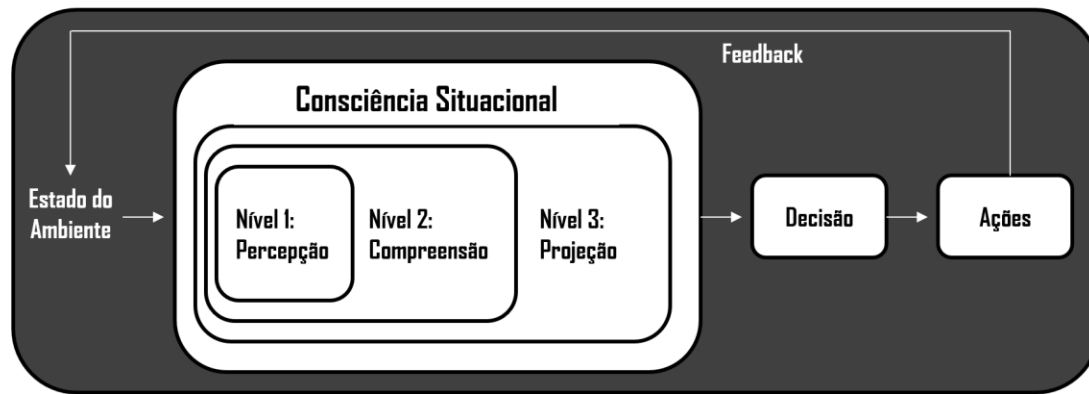 Feedback
Consciência Situacional
Estado do
Ambiente
Nível 1:
Percepção
Nível 2:
Compreensão
Nível 3:
Projeção
Decisão
Ações